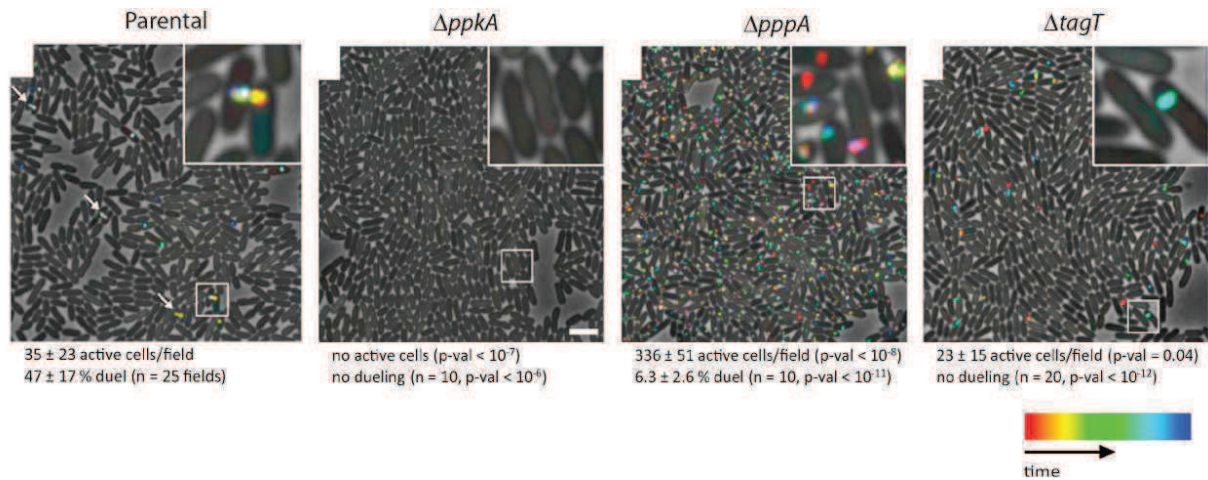 Parental
ΔppkA
ΔpppA
ΔtagT
35 ± 23 active cells/field
47 ± 17 % duel (n = 25 fields)
no active cells (p-val < 10⁻⁷)
no dueling (n = 10, p-val < 10⁻⁶)
336 ± 51 active cells/field (p-val < 10⁻⁸)
6.3 ± 2.6 % duel (n = 10, p-val < 10⁻¹¹)
23 ± 15 active cells/field (p-val = 0.04)
no dueling (n = 20, p-val < 10⁻¹²)
time